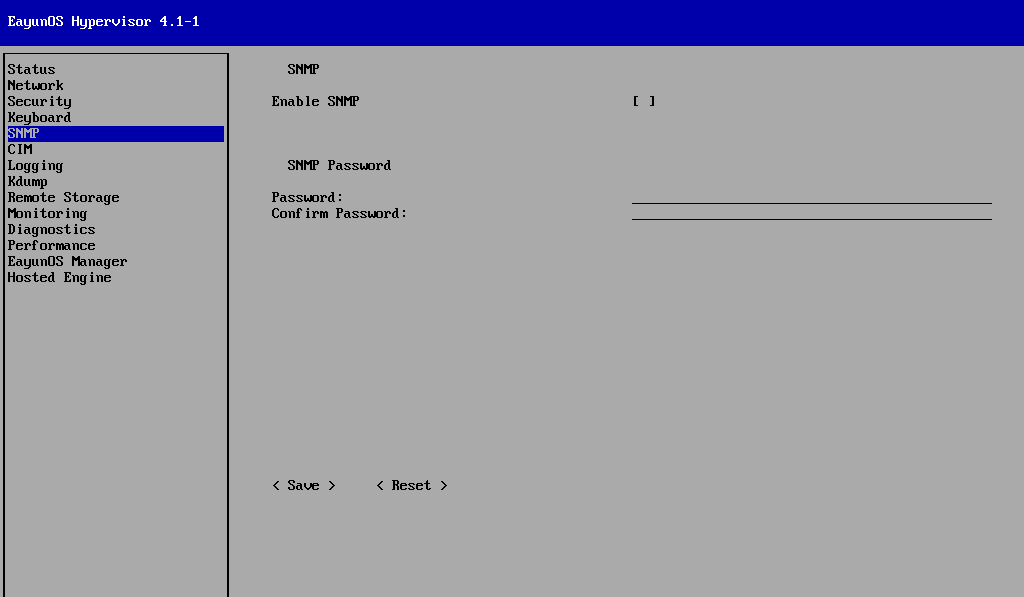 EayunOS Hypervisor 4.1-1
Status
Network
Security
Keyboard
SNMP
CIM
Logging
Kdump
Remote Storage
Monitoring
Diagnostics
Performance
EayunOS Manager
Hosted Engine
SNMP
Enable SNMP [ ]
SNMP Password
Password:
Confirm Password:
< Save > < Reset >